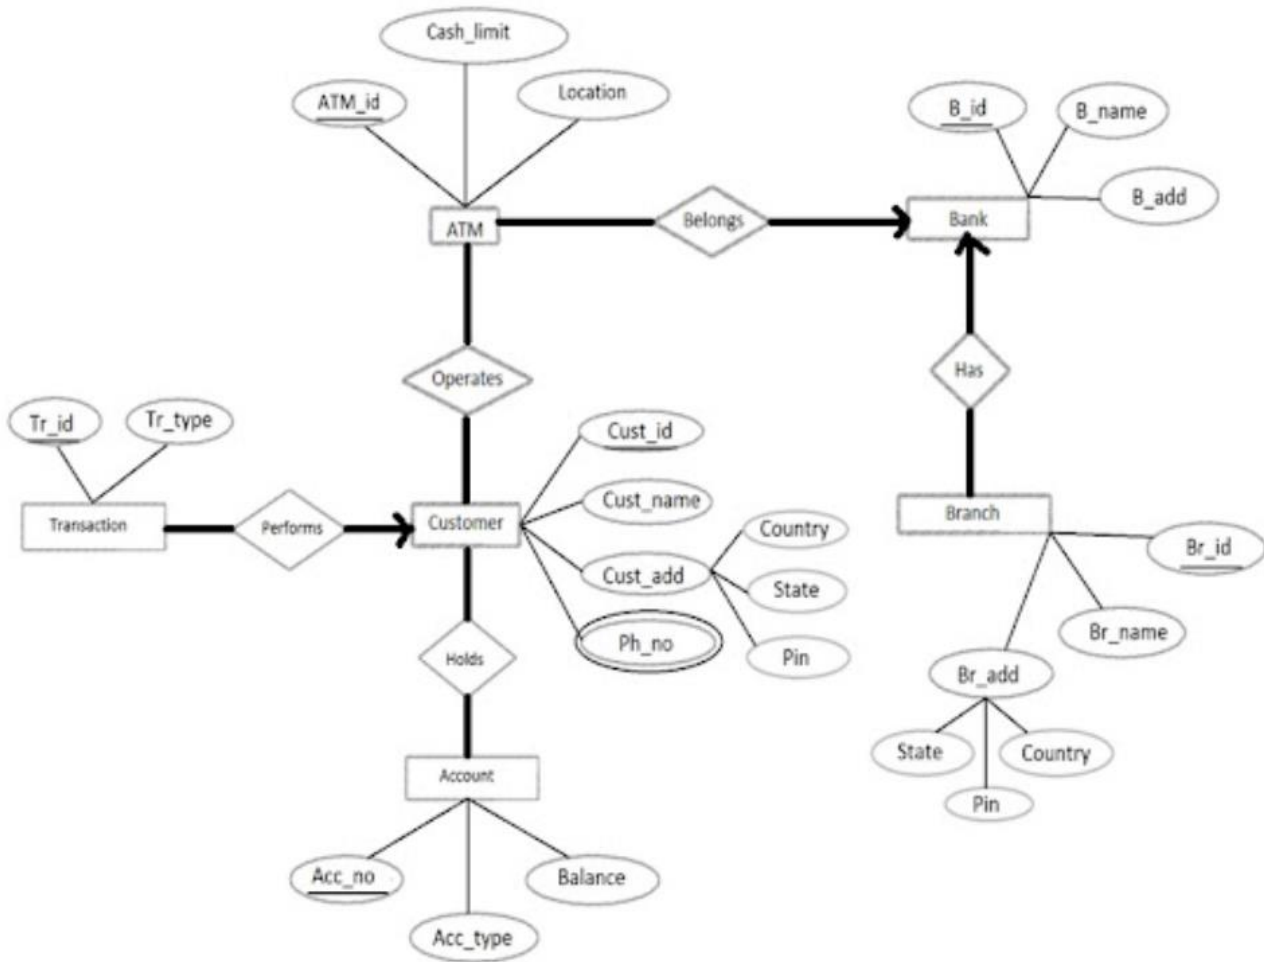 Cash_limit
ATM_id
Location
B_id
B_name
B_add
ATM
Belongs
Bank
Operates
Has
Tr_id
Tr_type
Cust_id
Cust_name
Transaction
Performs
Customer
Branch
Country
Cust_add
State
Br_id
Ph_no
Pin
Br_name
Holds
Br_add
State
Country
Pin
Account
Acc_no
Balance
Acc_type